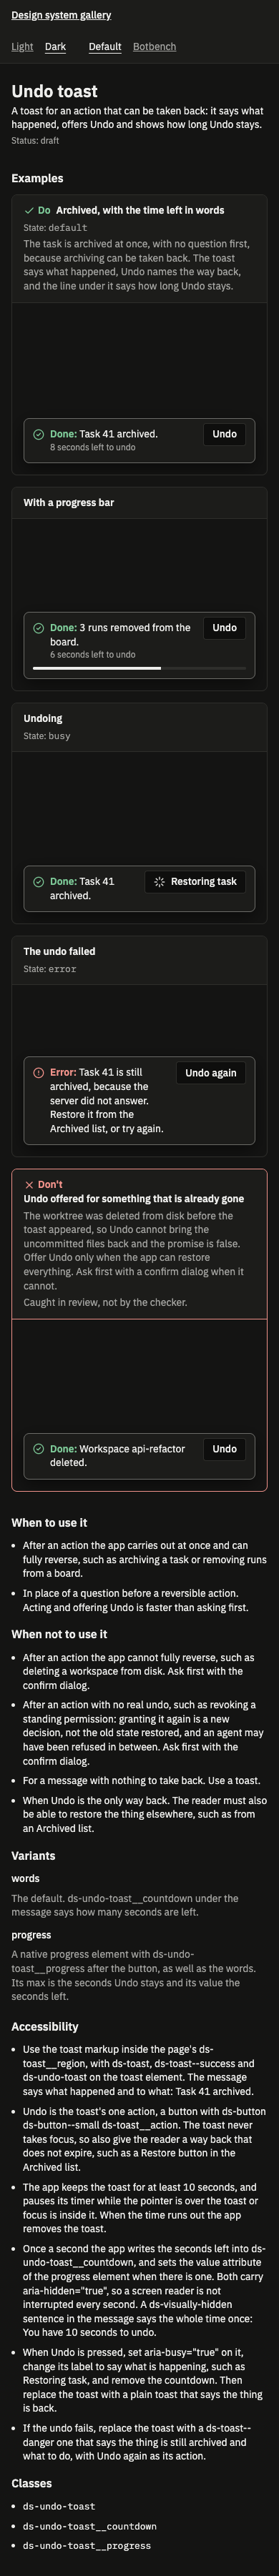 Design system gallery
Light Dark Default Botbench
Undo toast
A toast for an action that can be taken back: it says what
happened, offers Undo and shows how long Undo stays.
Status: draft
Examples
Do Archived, with the time left in words
State: default
The task is archived at once, with no question first,
because archiving can be taken back. The toast
says what happened, Undo names the way back,
and the line under it says how long Undo stays.
Done: Task 41 archived.
Undo
8 seconds left to undo
With a progress bar
Done: 3 runs removed from the
board.
Undo
6 seconds left to undo
Undoing
State: busy
Done: Task 41
archived.
Restoring task
The undo failed
State: error
Error: Task 41 is still
archived, because the
server did not answer.
Restore it from the
Archived list, or try again.
Undo again
Don't
Undo offered for something that is already gone
The worktree was deleted from disk before the
toast appeared, so Undo cannot bring the
uncommitted files back and the promise is false.
Offer Undo only when the app can restore
everything. Ask first with a confirm dialog when it
cannot.
Caught in review, not by the checker.
Done: Workspace api-refactor
deleted.
Undo
When to use it
• After an action the app carries out at once and can
fully reverse, such as archiving a task or removing runs
from a board.
• In place of a question before a reversible action.
Acting and offering Undo is faster than asking first.
When not to use it
• After an action the app cannot fully reverse, such as
deleting a workspace from disk. Ask first with the
confirm dialog.
• After an action with no real undo, such as revoking a
standing permission: granting it again is a new
decision, not the old state restored, and an agent may
have been refused in between. Ask first with the
confirm dialog.
• For a message with nothing to take back. Use a toast.
• When Undo is the only way back. The reader must also
be able to restore the thing elsewhere, such as from
an Archived list.
Variants
words
The default. ds-undo-toast__countdown under the
message says how many seconds are left.
progress
A native progress element with ds-undo-
toast__progress after the button, as well as the words.
Its max is the seconds Undo stays and its value the
seconds left.
Accessibility
• Use the toast markup inside the page's ds-
toast__region, with ds-toast, ds-toast--success and
ds-undo-toast on the toast element. The message
says what happened and to what: Task 41 archived.
• Undo is the toast's one action, a button with ds-button
ds-button--small ds-toast__action. The toast never
takes focus, so also give the reader a way back that
does not expire, such as a Restore button in the
Archived list.
• The app keeps the toast for at least 10 seconds, and
pauses its timer while the pointer is over the toast or
focus is inside it. When the time runs out the app
removes the toast.
• Once a second the app writes the seconds left into ds-
undo-toast__countdown, and sets the value attribute
of the progress element when there is one. Both carry
aria-hidden="true", so a screen reader is not
interrupted every second. A ds-visually-hidden
sentence in the message says the whole time once:
You have 10 seconds to undo.
• When Undo is pressed, set aria-busy="true" on it,
change its label to say what is happening, such as
Restoring task, and remove the countdown. Then
replace the toast with a plain toast that says the thing
is back.
• If the undo fails, replace the toast with a ds-toast--
danger one that says the thing is still archived and
what to do, with Undo again as its action.
Classes
• ds-undo-toast
• ds-undo-toast__countdown
• ds-undo-toast__progress